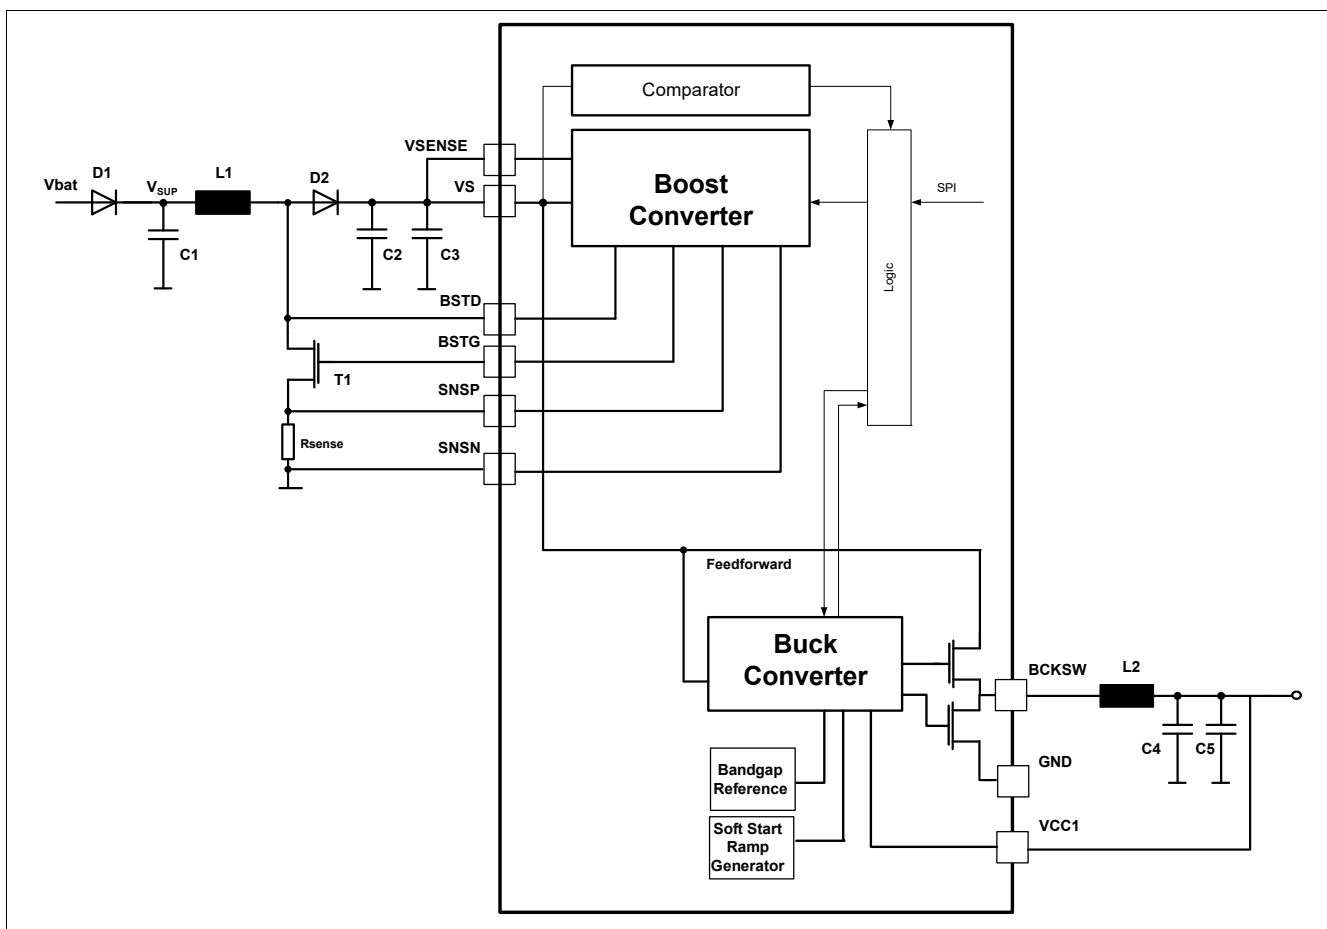 Comparator
VSENSE
Vbat
D1
V_SUP
L1
D2
VS
Boost
Converter
SPI
C1
C2
C3
Logic
BSTD
BSTG
T1
SNSP
Rsense
SNSN
Feedforward
Buck
Converter
BCKSW
L2
C4
C5
GND
Bandgap
Reference
VCC1
Soft Start
Ramp
Generator